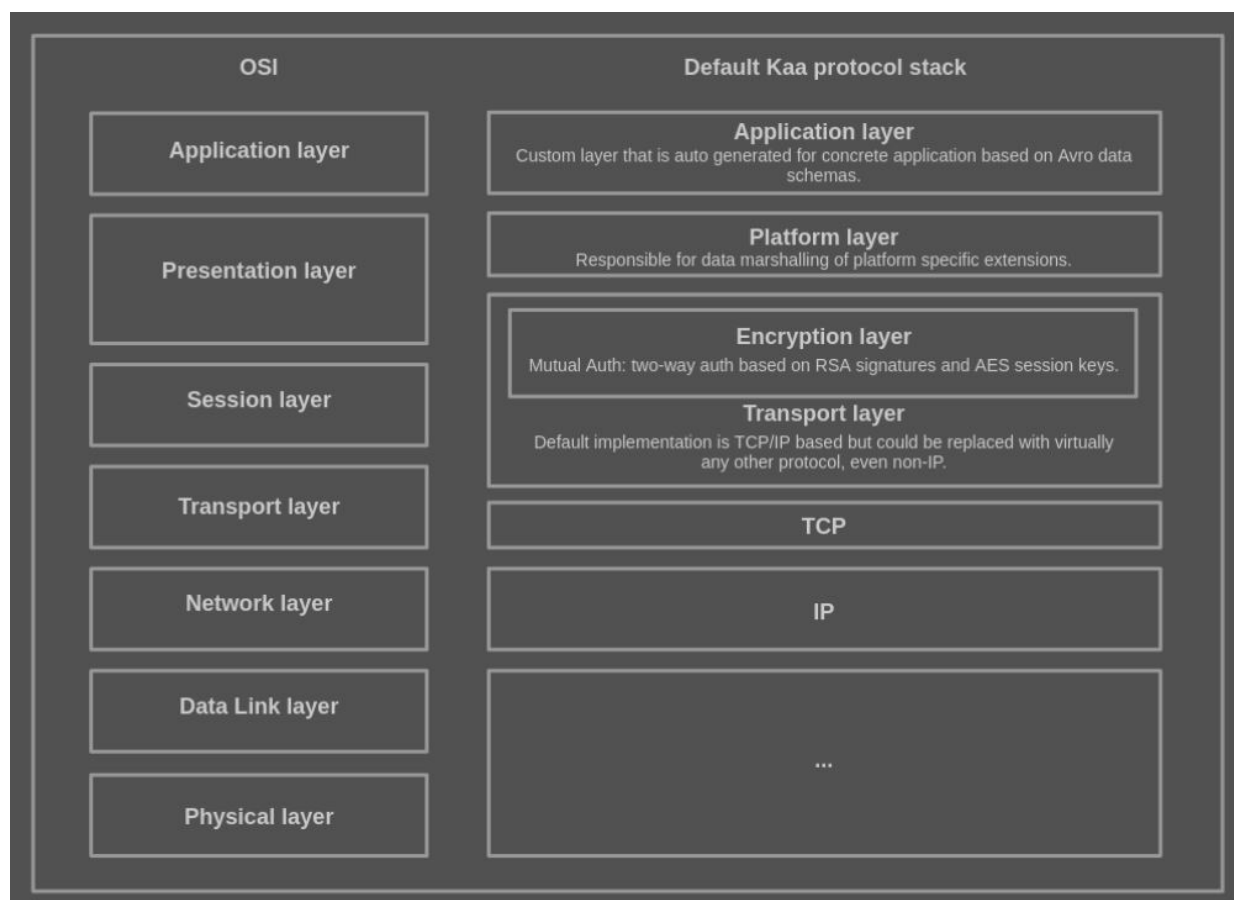 OSI
Default Kaa protocol stack
Application layer
Presentation layer
Session layer
Transport layer
Network layer
Data Link layer
Physical layer
Application layer
Custom layer that is auto generated for concrete application based on Avro data
schemas.
Platform layer
Responsible for data marshalling of platform specific extensions.
Encryption layer
Mutual Auth: two-way auth based on RSA signatures and AES session keys.
Transport layer
Default implementation is TCP/IP based but could be replaced with virtually
any other protocol, even non-IP.
TCP
IP
...